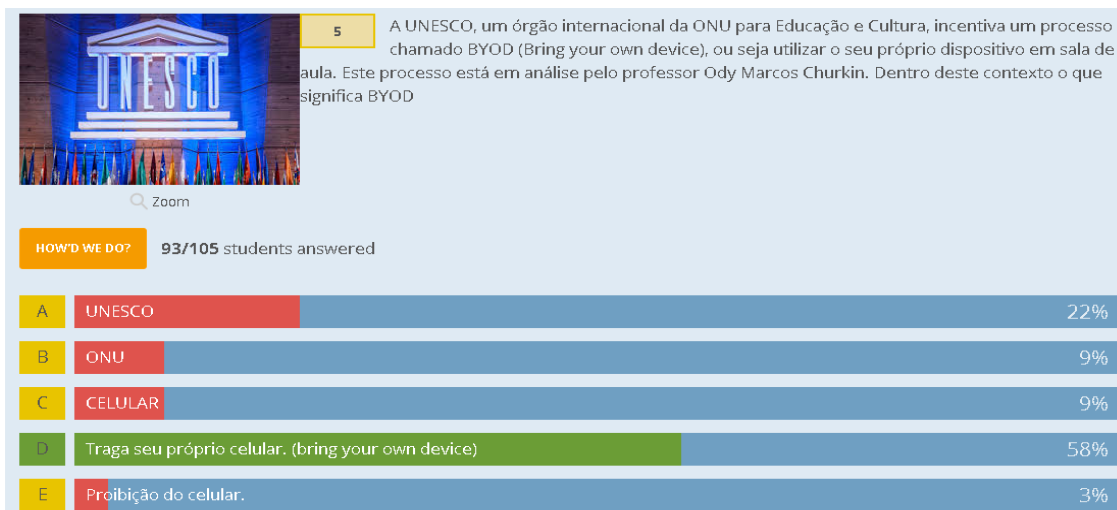 UNESCO
5
A UNESCO, um órgão internacional da ONU para Educação e Cultura, incentiva um processo
chamado BYOD (Bring your own device), ou seja utilizar o seu próprio dispositivo em sala de
aula. Este processo está em análise pelo professor Ody Marcos Churkin. Dentro deste contexto o que
significa BYOD
Zoom
HOW'D WE DO? 93/105 students answered
A UNESCO 22%
B ONU 9%
C CELULAR 9%
D Traga seu próprio celular. (bring your own device) 58%
E Proibição do celular. 3%